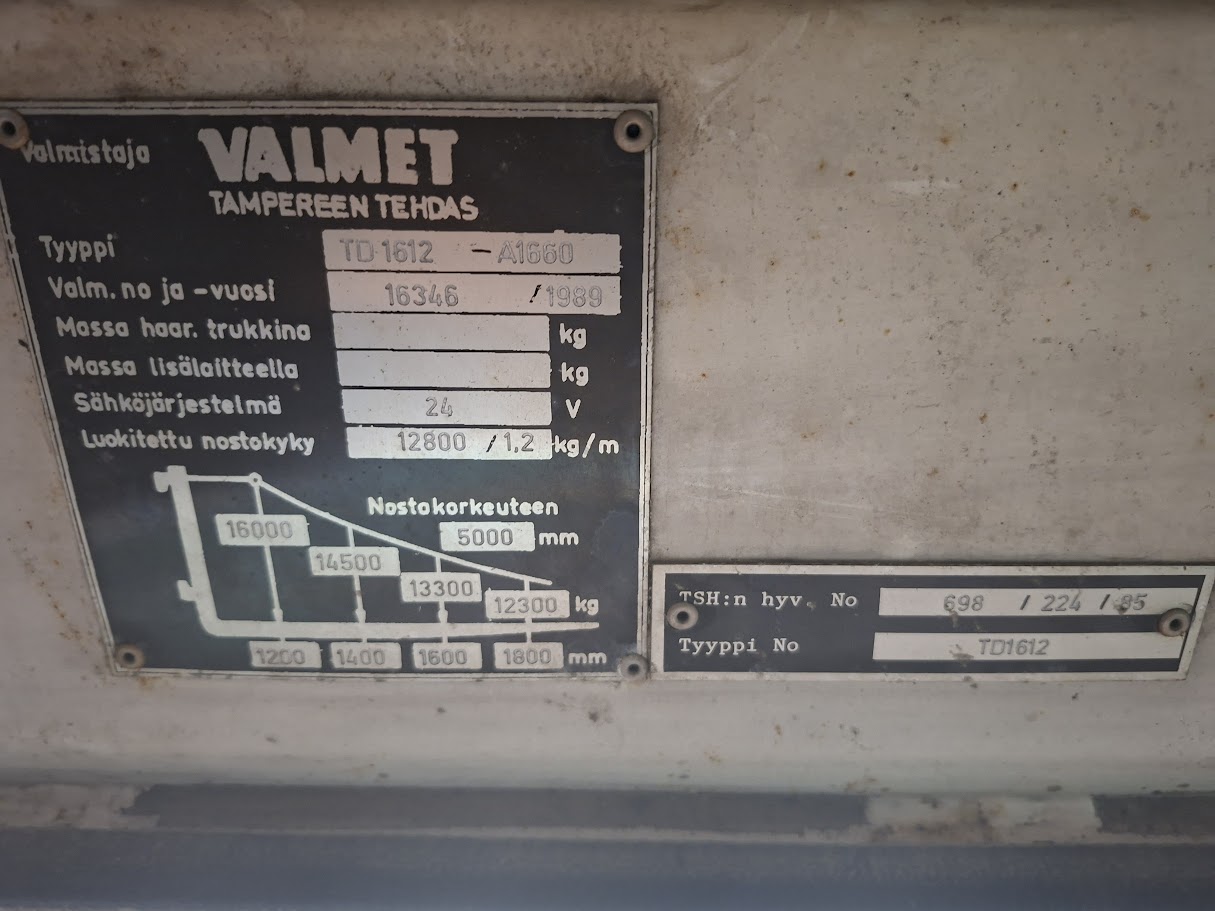 Valmistaja VALMET
TAMPEREEN TEHDAS
Tyyppi TD 1612 - A1660
Valm. no ja -vuosi 16346 / 1989
Massa haar. trukkina kg
Massa lisälaitteella kg
Sähköjärjestelmä 24 V
Luokitettu nostokyky 12800 / 1,2 kg/m
Nostokorkeuteen
5000 mm
16000 14500 13300 12300 kg
1200 1400 1600 1800 mm
TSH:n hyv. No 698 / 224 / 85
Tyyppi No TD1612